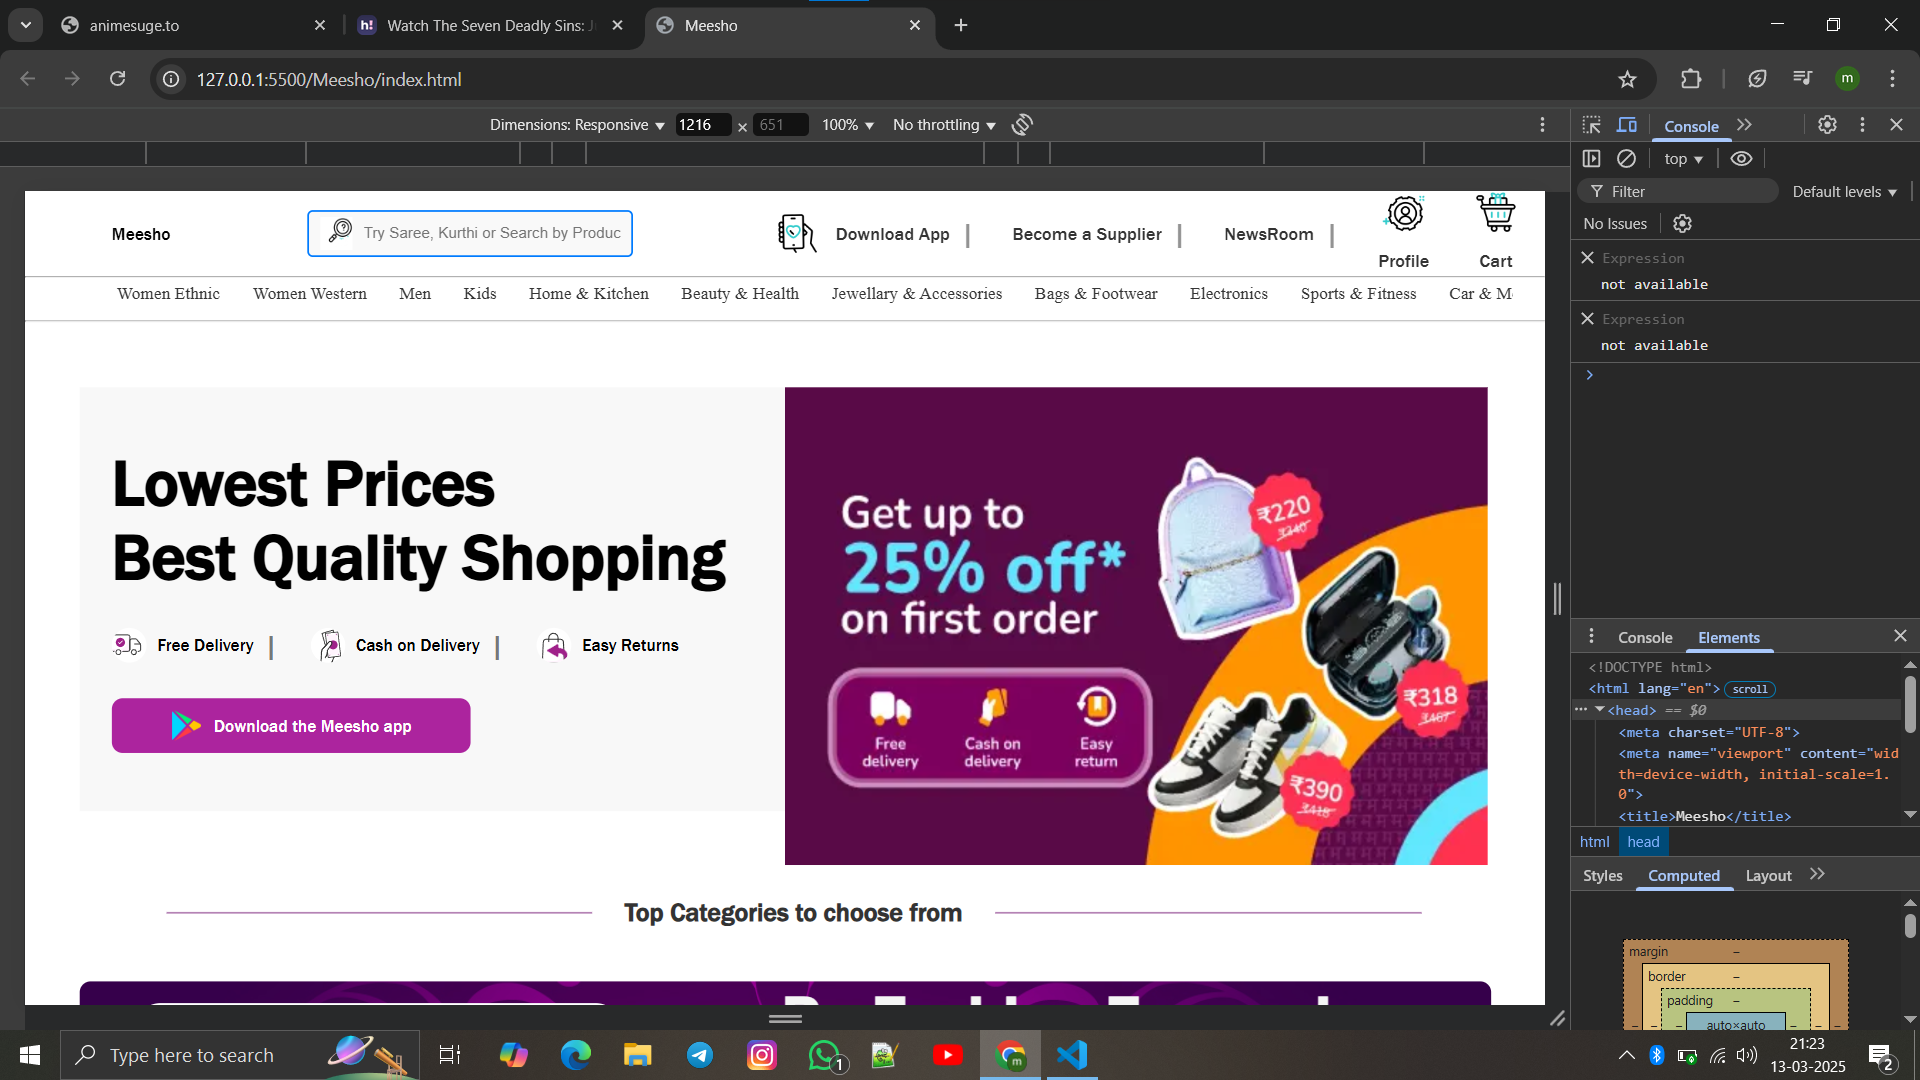 animesuge.to
h! Watch The Seven Deadly Sins: J
Meesho
127.0.0.1:5500/Meesho/index.html
m
Dimensions: Responsive 1216 × 651 100% No throttling
Console
top
Filter
Default levels
No Issues
Expression
not available
Expression
not available
Meesho
Try Saree, Kurthi or Search by Produc
Download App
Become a Supplier
NewsRoom
Profile
Cart
Women Ethnic Women Western Men Kids Home & Kitchen Beauty & Health Jewellary & Accessories Bags & Footwear Electronics Sports & Fitness Car & M
Lowest Prices
Best Quality Shopping
Free Delivery
Cash on Delivery
Easy Returns
Download the Meesho app
Get up to
25% off*
on first order
Free
delivery
Cash on
delivery
Easy
return
₹220
₹318
₹390
Top Categories to choose from
Console Elements
<!DOCTYPE html>
<html lang="en"> scroll
<head> == $0
<meta charset="UTF-8">
<meta name="viewport" content="wid
th=device-width, initial-scale=1.
0">
<title>Meesho</title>
html head
Styles Computed Layout
margin –
border –
padding –
auto×auto
Type here to search
1
m
21:23
13-03-2025
2